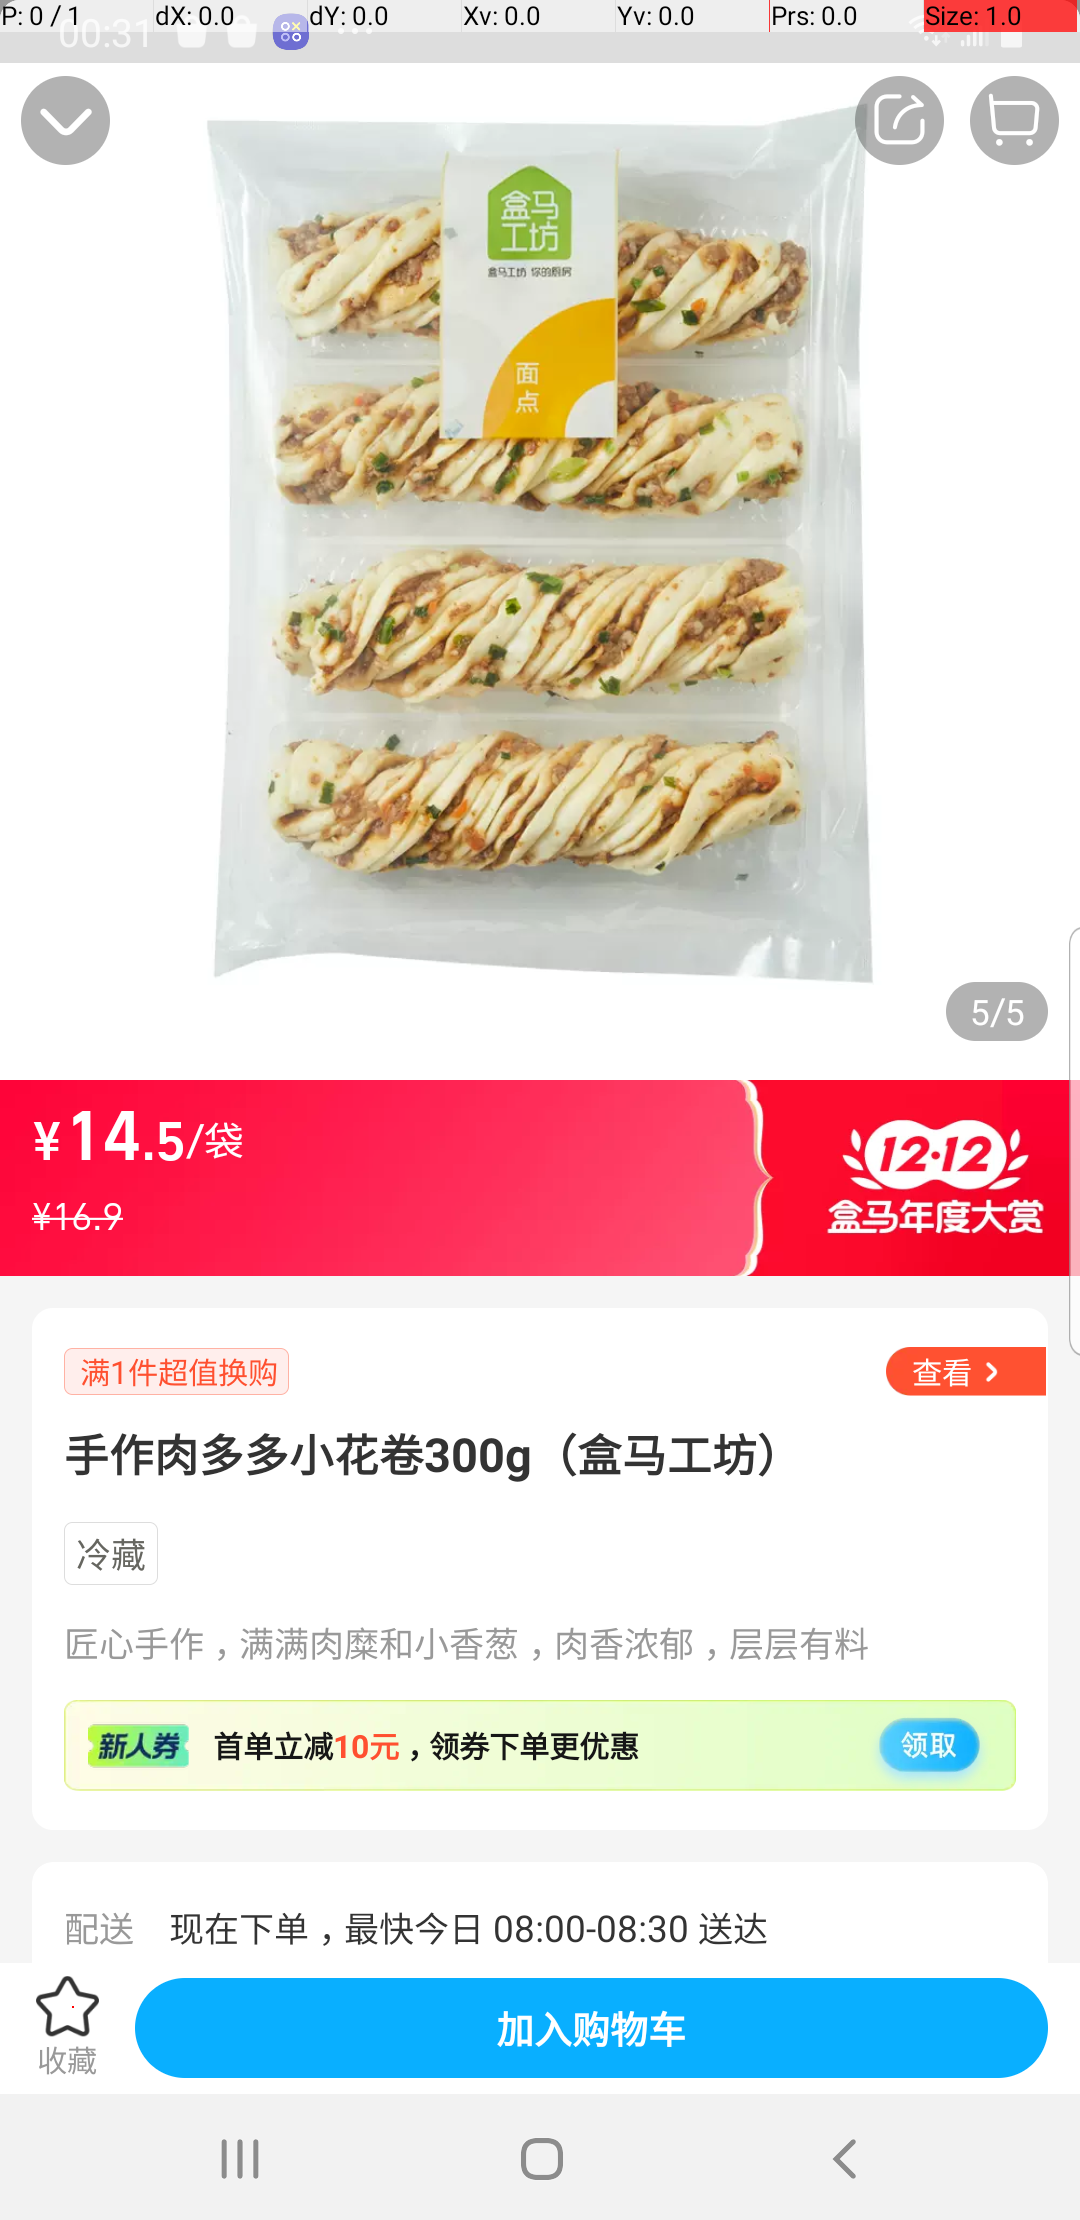 P: 0 / 1 dX: 0.0 dY: 0.0 Xv: 0.0 Yv: 0.0 Prs: 0.0 Size: 1.0
00:31
盒马
工坊
盒马工坊 你的厨房
面
点
5/5
¥14.5/袋
¥16.9
12·12
盒马年度大赏
满1件超值换购
查看
手作肉多多小花卷300g（盒马工坊）
冷藏
匠心手作，满满肉糜和小香葱，肉香浓郁，层层有料
新人券 首单立减10元，领券下单更优惠 领取
配送 现在下单，最快今日 08:00-08:30 送达
收藏
加入购物车